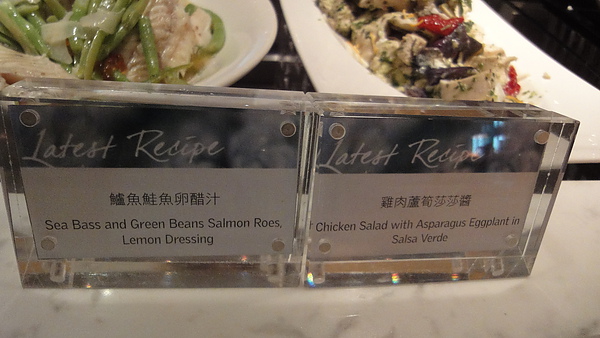 Latest Recipe
鱸魚鮭魚卵醋汁
Sea Bass and Green Beans Salmon Roes,
Lemon Dressing
Latest Recipe
雞肉蘆筍莎莎醬
Chicken Salad with Asparagus Eggplant in
Salsa Verde